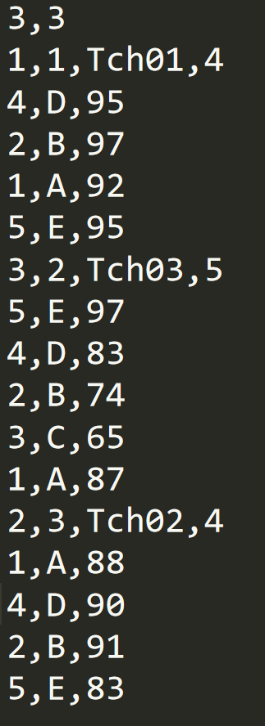 3,3
1,1,Tch01,4
4,D,95
2,B,97
1,A,92
5,E,95
3,2,Tch03,5
5,E,97
4,D,83
2,B,74
3,C,65
1,A,87
2,3,Tch02,4
1,A,88
4,D,90
2,B,91
5,E,83